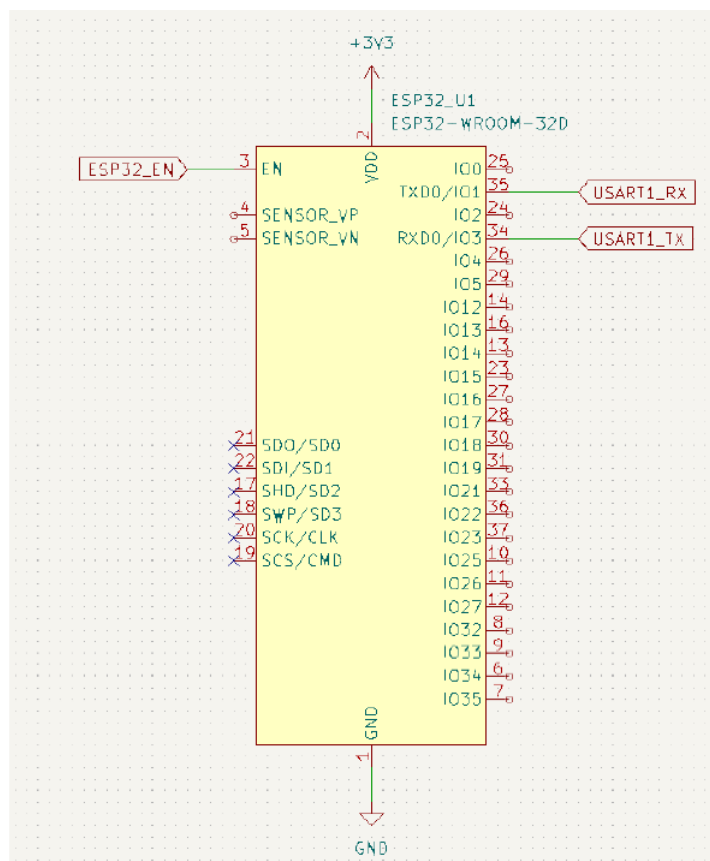 +3V3
ESP32_U1
ESP32-WROOM-32D
2
VDD
ESP32_EN
3
EN
4
SENSOR_VP
5
SENSOR_VN
21
SDO/SD0
22
SDI/SD1
17
SHD/SD2
18
SWP/SD3
20
SCK/CLK
19
SCS/CMD
IO0
25
TXD0/IO1
35
USART1_RX
IO2
24
RXD0/IO3
34
USART1_TX
IO4
26
IO5
29
IO12
14
IO13
16
IO14
13
IO15
23
IO16
27
IO17
28
IO18
30
IO19
31
IO21
33
IO22
36
IO23
37
IO25
10
IO26
11
IO27
12
IO32
8
IO33
9
IO34
6
IO35
7
GND
1
GND